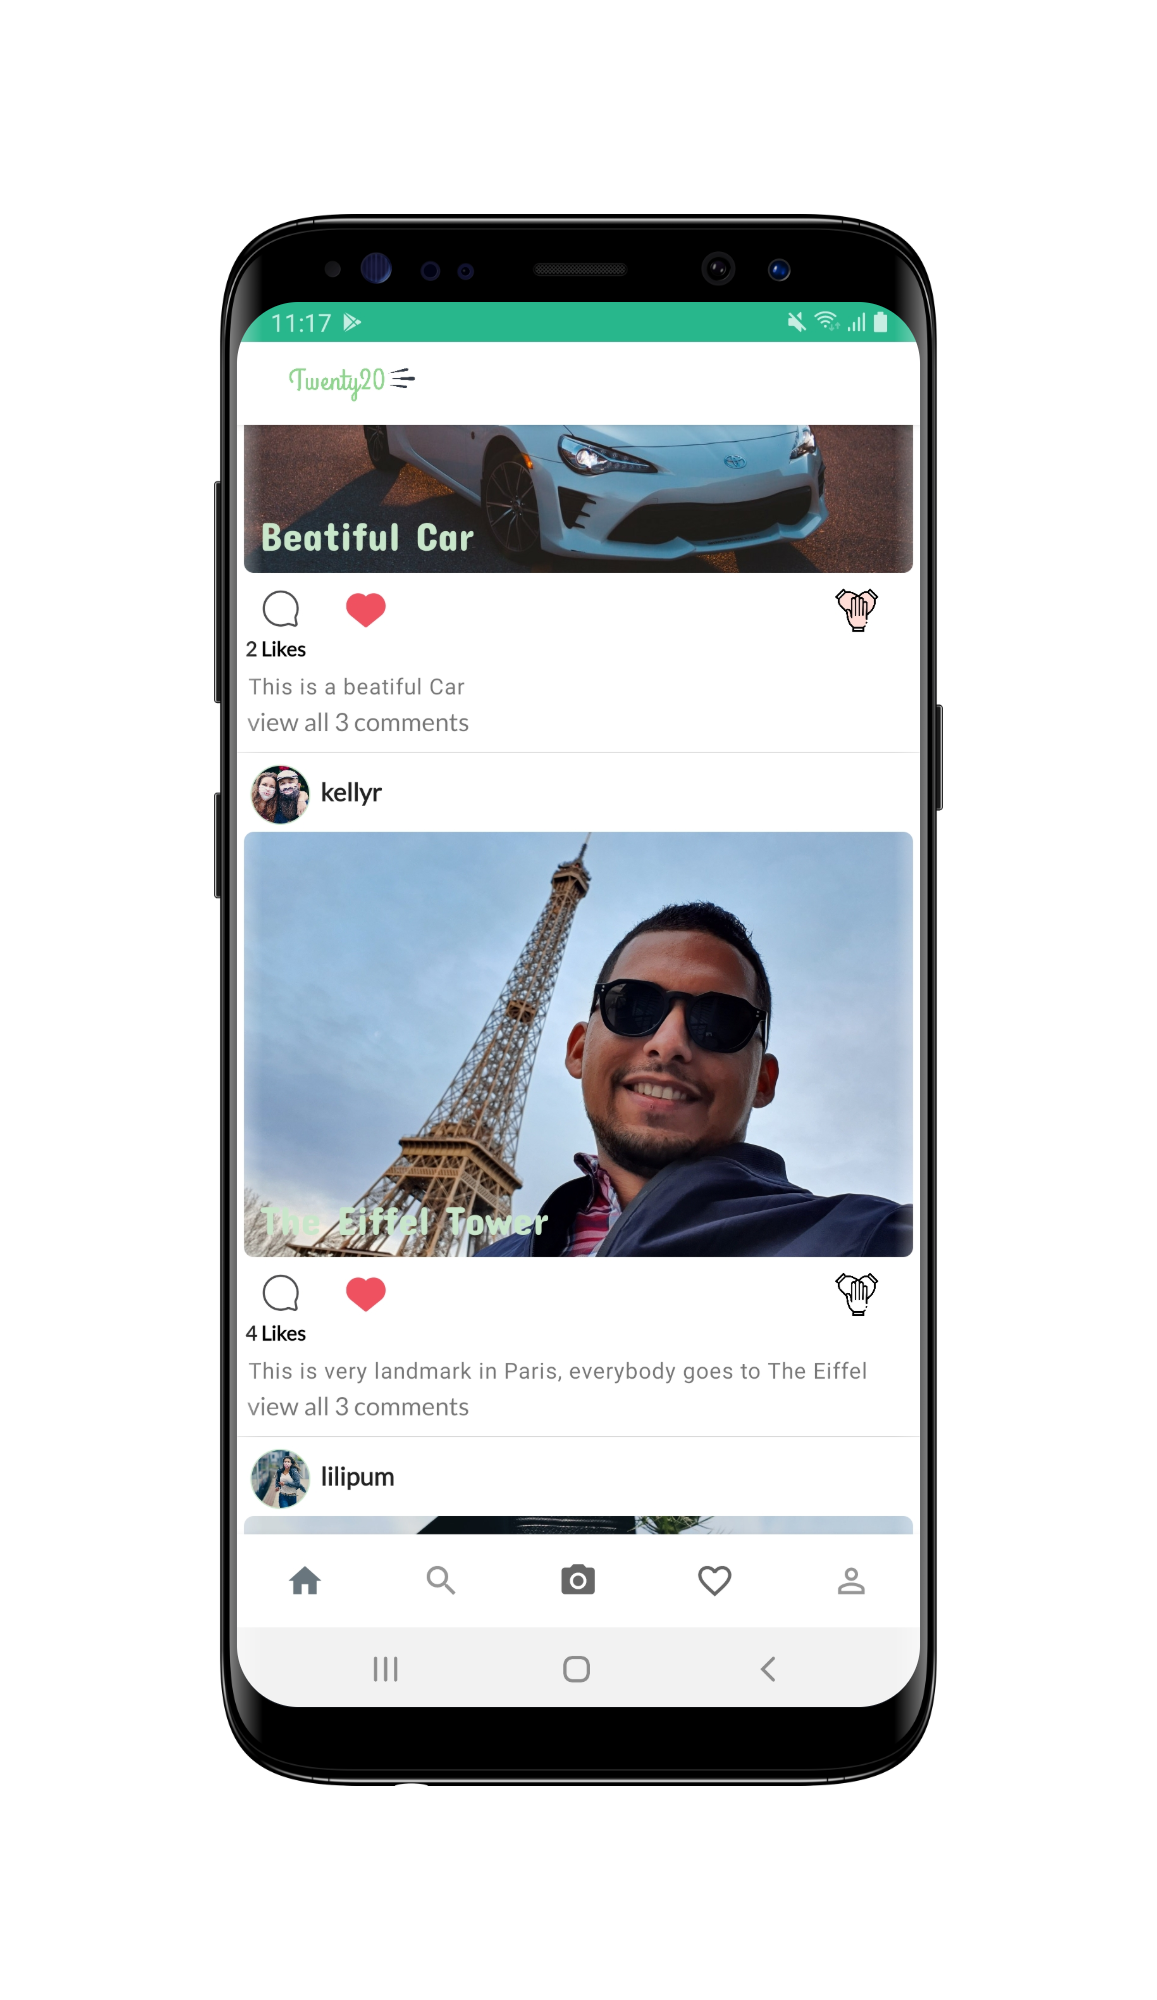 11:17
Twenty20
Beatiful Car
2 Likes
This is a beatiful Car
view all 3 comments
kellyr
The Eiffel Tower
4 Likes
This is very landmark in Paris, everybody goes to The Eiffel
view all 3 comments
lilipum